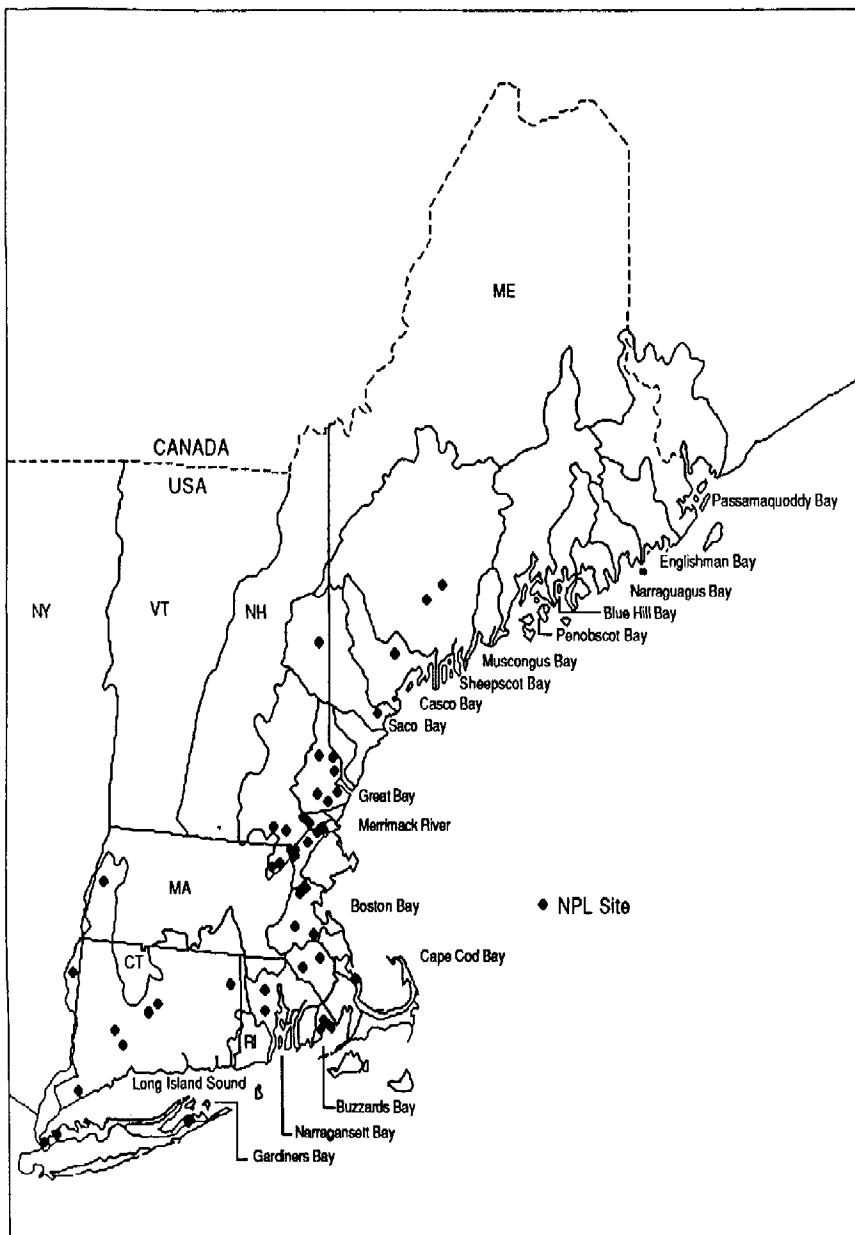 ME
CANADA
USA
Passamaquoddy Bay
Englishman Bay
Narraguagus Bay
Blue Hill Bay
Penobscot Bay
NY
VT
NH
Muscongus Bay
Sheepscot Bay
Casco Bay
Saco Bay
Great Bay
Merrimack River
MA
Boston Bay
NPL Site
Cape Cod Bay
CT
RI
Long Island Sound
Buzzards Bay
Narragansett Bay
Gardiners Bay